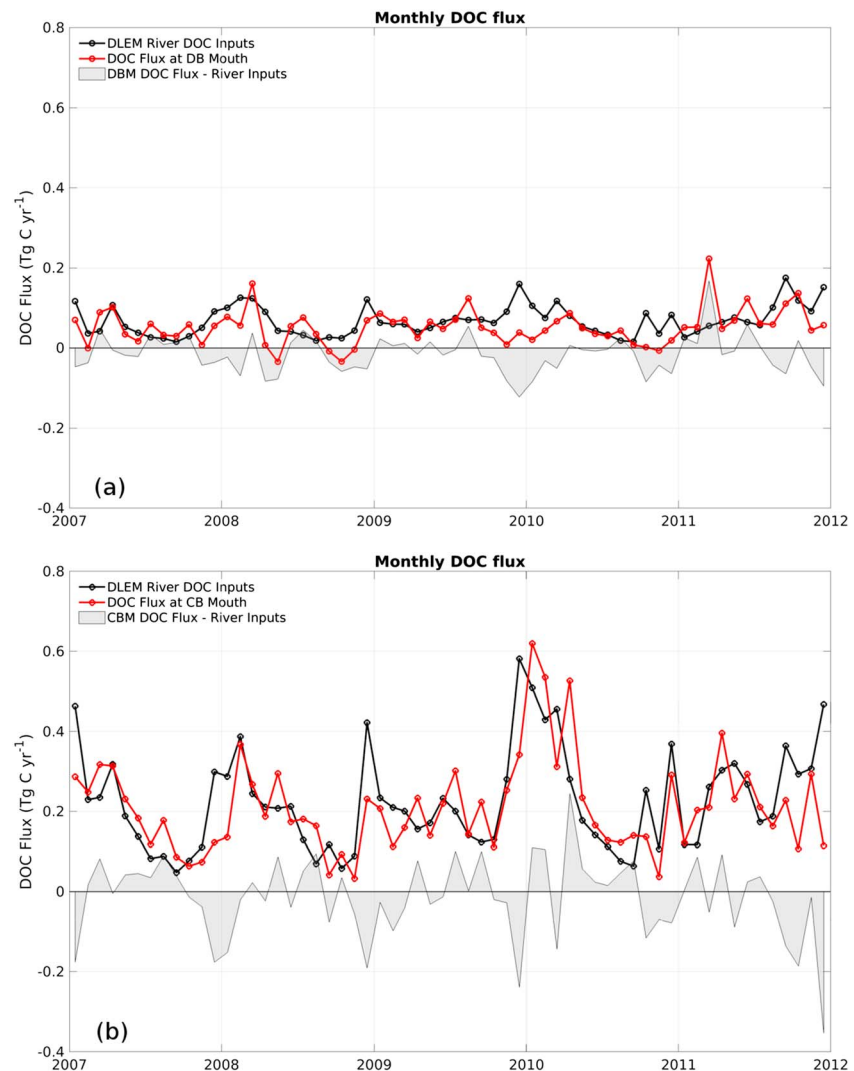 Monthly DOC flux
0.8
DLEM River DOC Inputs
DOC Flux at DB Mouth
DBM DOC Flux - River Inputs
0.6
0.4
0.2
0
-0.2
-0.4
DOC Flux (Tg C yr⁻¹)
(a)
2007 2008 2009 2010 2011 2012
Monthly DOC flux
0.8
DLEM River DOC Inputs
DOC Flux at CB Mouth
CBM DOC Flux - River Inputs
0.6
0.4
0.2
0
-0.2
-0.4
DOC Flux (Tg C yr⁻¹)
(b)
2007 2008 2009 2010 2011 2012